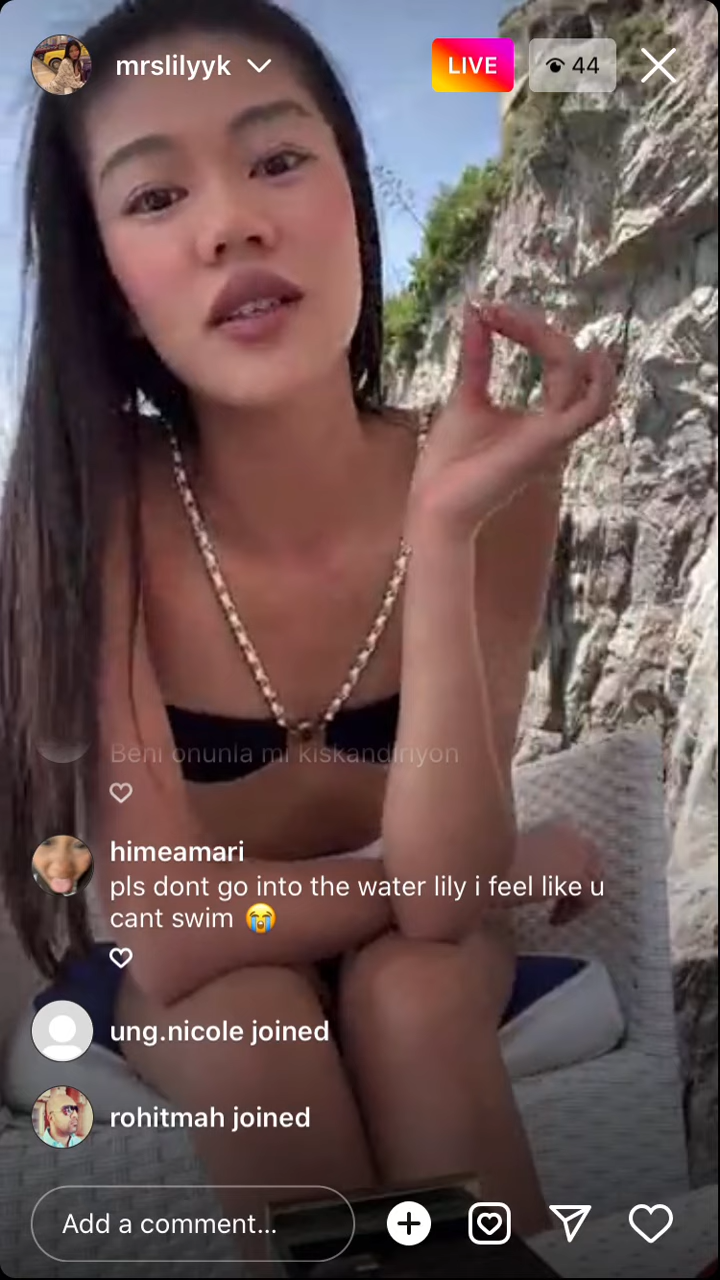 mrslilyyk
LIVE
44
Beni onunla mi kiskandiriyon
himeamari
pls dont go into the water lily i feel like u
cant swim 😭
ung.nicole joined
rohitmah joined
Add a comment...